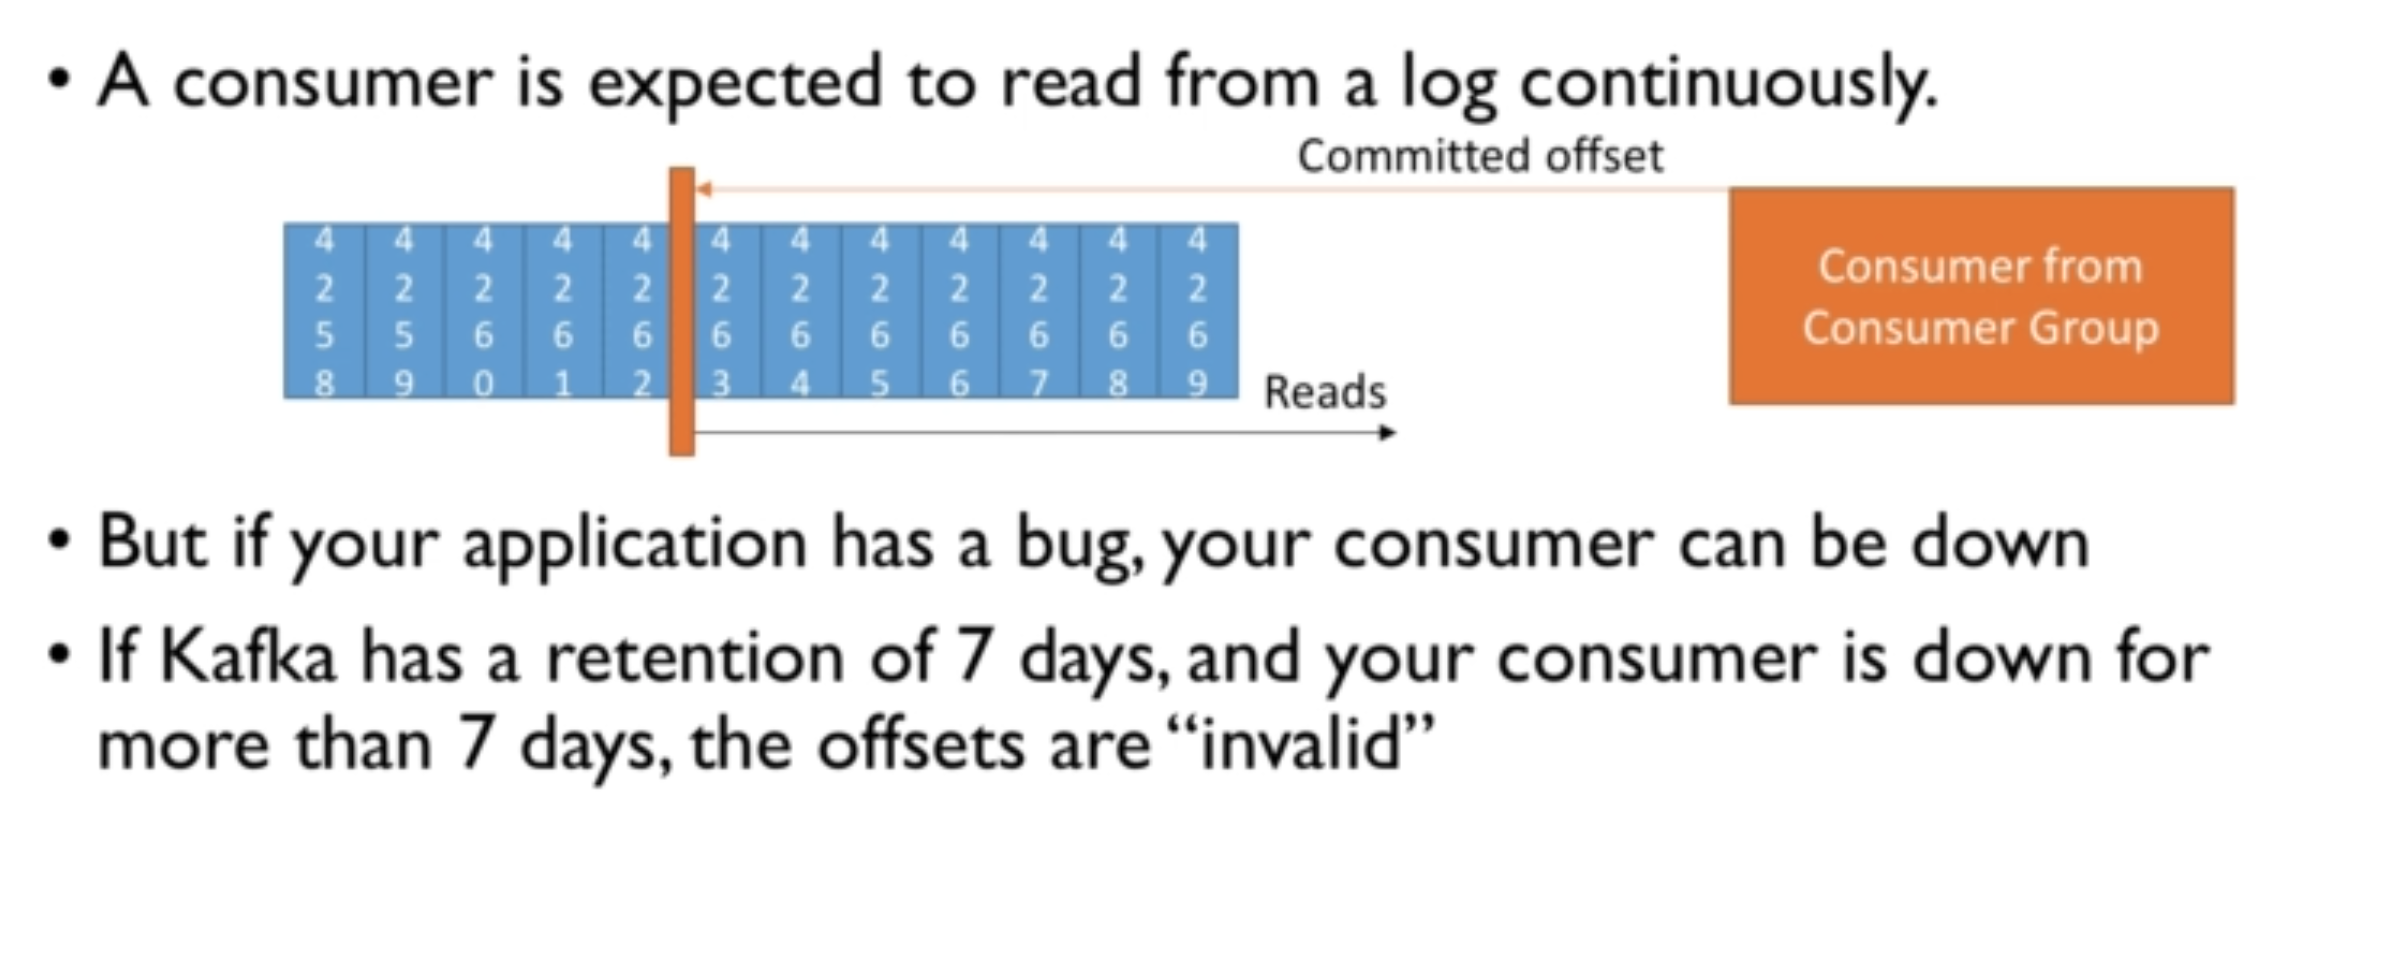 • A consumer is expected to read from a log continuously.
Committed offset
4258 4259 4260 4261 4262 4263 4264 4265 4266 4267 4268 4269
Consumer from
Consumer Group
Reads
• But if your application has a bug, your consumer can be down
• If Kafka has a retention of 7 days, and your consumer is down for
more than 7 days, the offsets are “invalid”